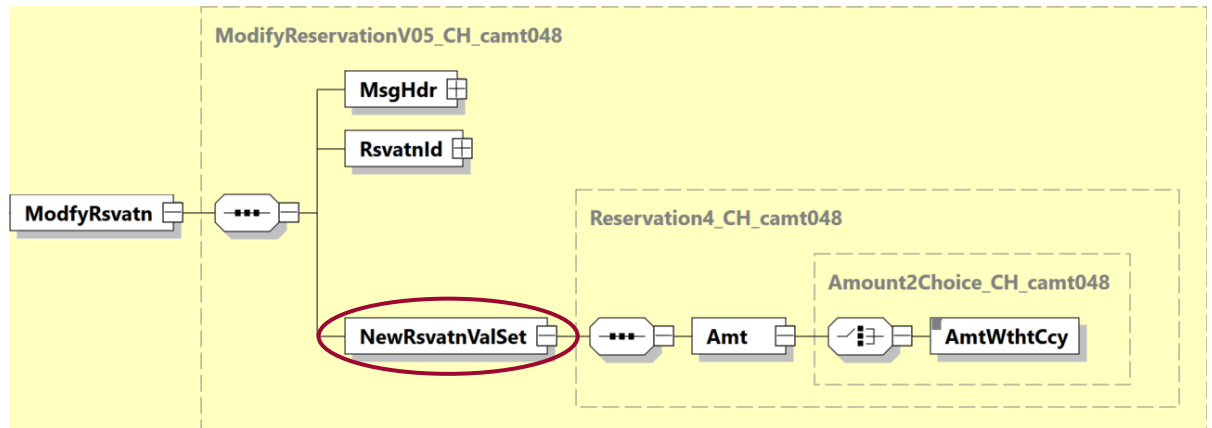 ModifyReservationV05_CH_camt048
MsgHdr
RsvatnId
ModfyRsvatn
Reservation4_CH_camt048
Amount2Choice_CH_camt048
NewRsvatnValSet
Amt
AmtWthtCcy